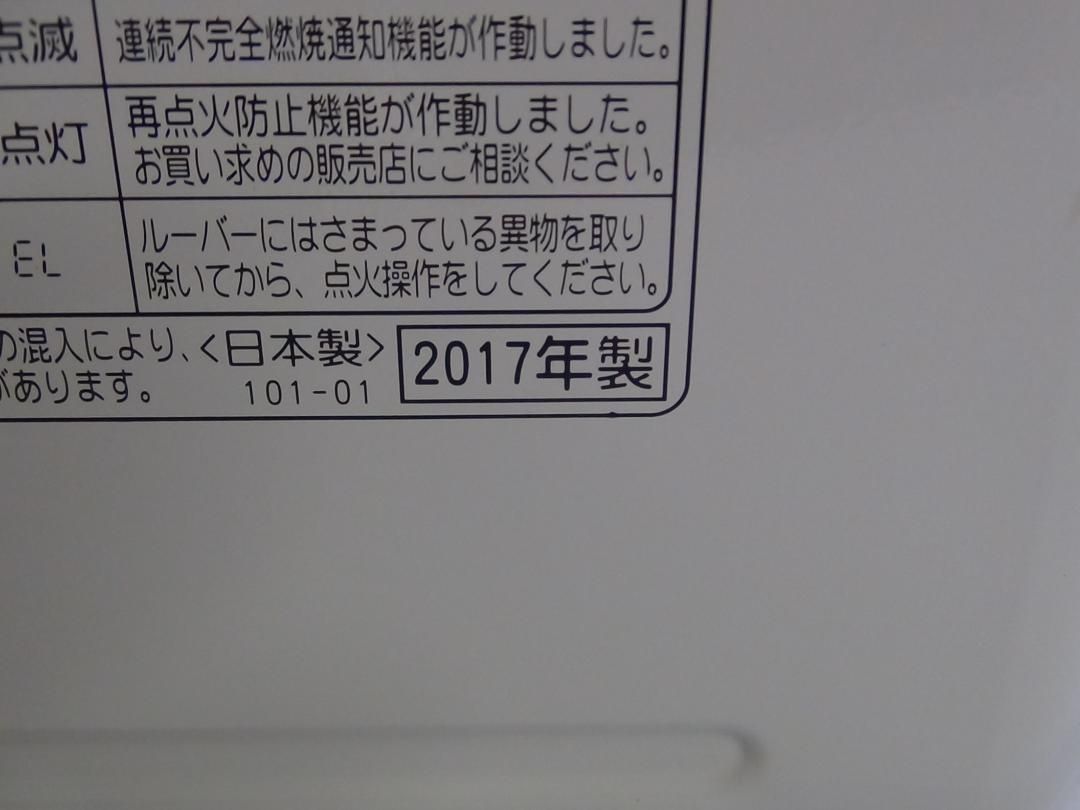 点滅 連続不完全燃焼通知機能が作動しました。
点灯 再点火防止機能が作動しました。
お買い求めの販売店にご相談ください。
EL ルーバーにはさまっている異物を取り
除いてから、点火操作をしてください。
の混入により、<日本製> 2017年製
があります。 101-01